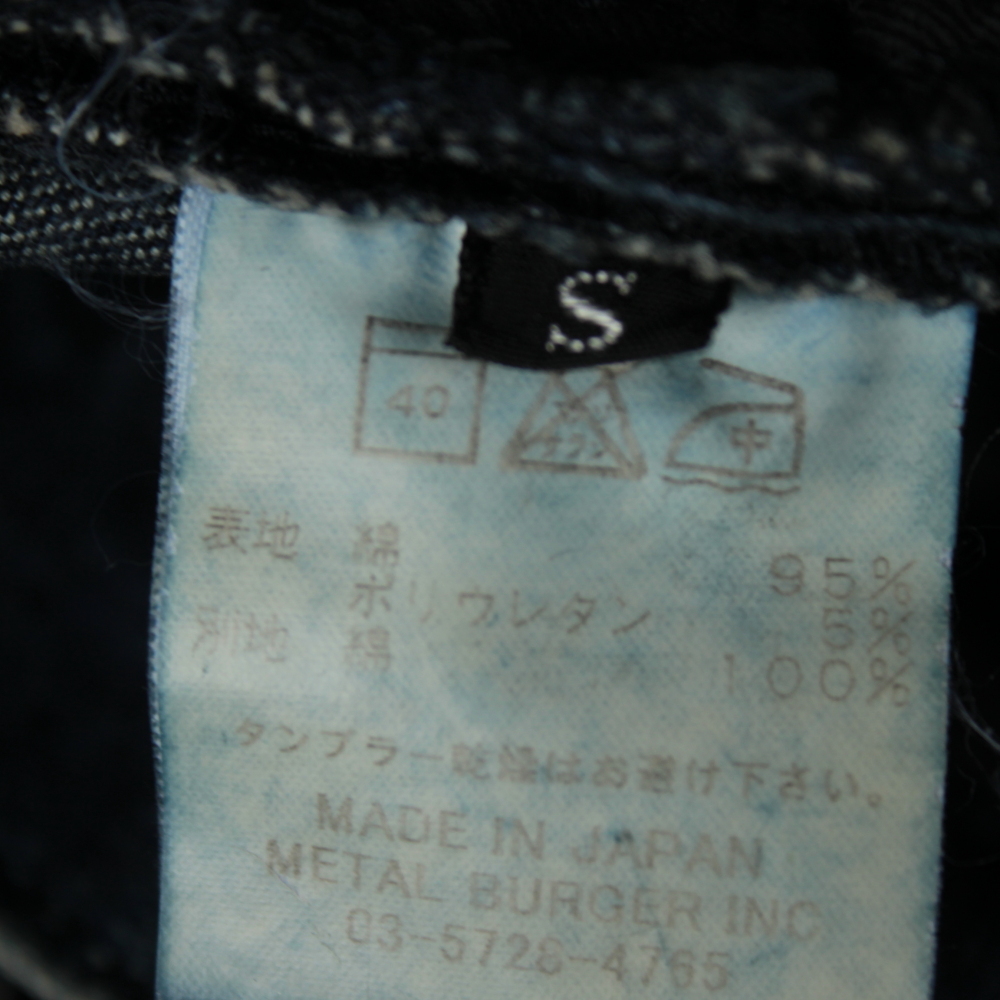 S
40 中
表地 綿 95%
ポリウレタン 5%
別地 綿 100%
タンブラー乾燥はお避け下さい。
MADE IN JAPAN
METAL BURGER INC
03-5728-4765